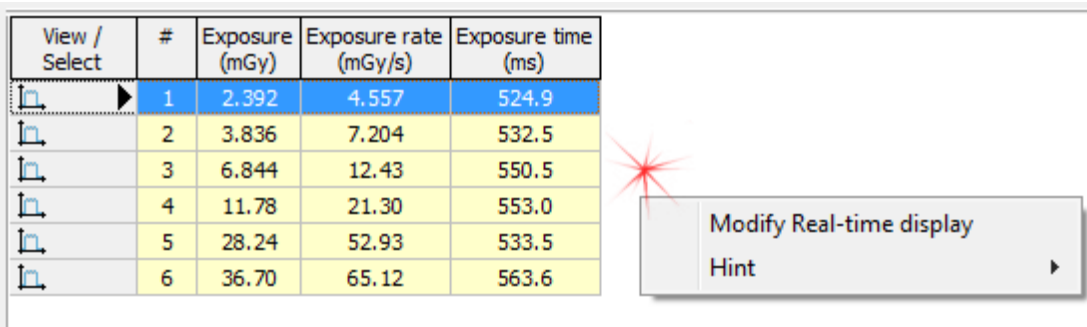 View / Select # Exposure (mGy) Exposure rate (mGy/s) Exposure time (ms)
1 2.392 4.557 524.9
2 3.836 7.204 532.5
3 6.844 12.43 550.5
4 11.78 21.30 553.0
5 28.24 52.93 533.5
6 36.70 65.12 563.6
Modify Real-time display
Hint